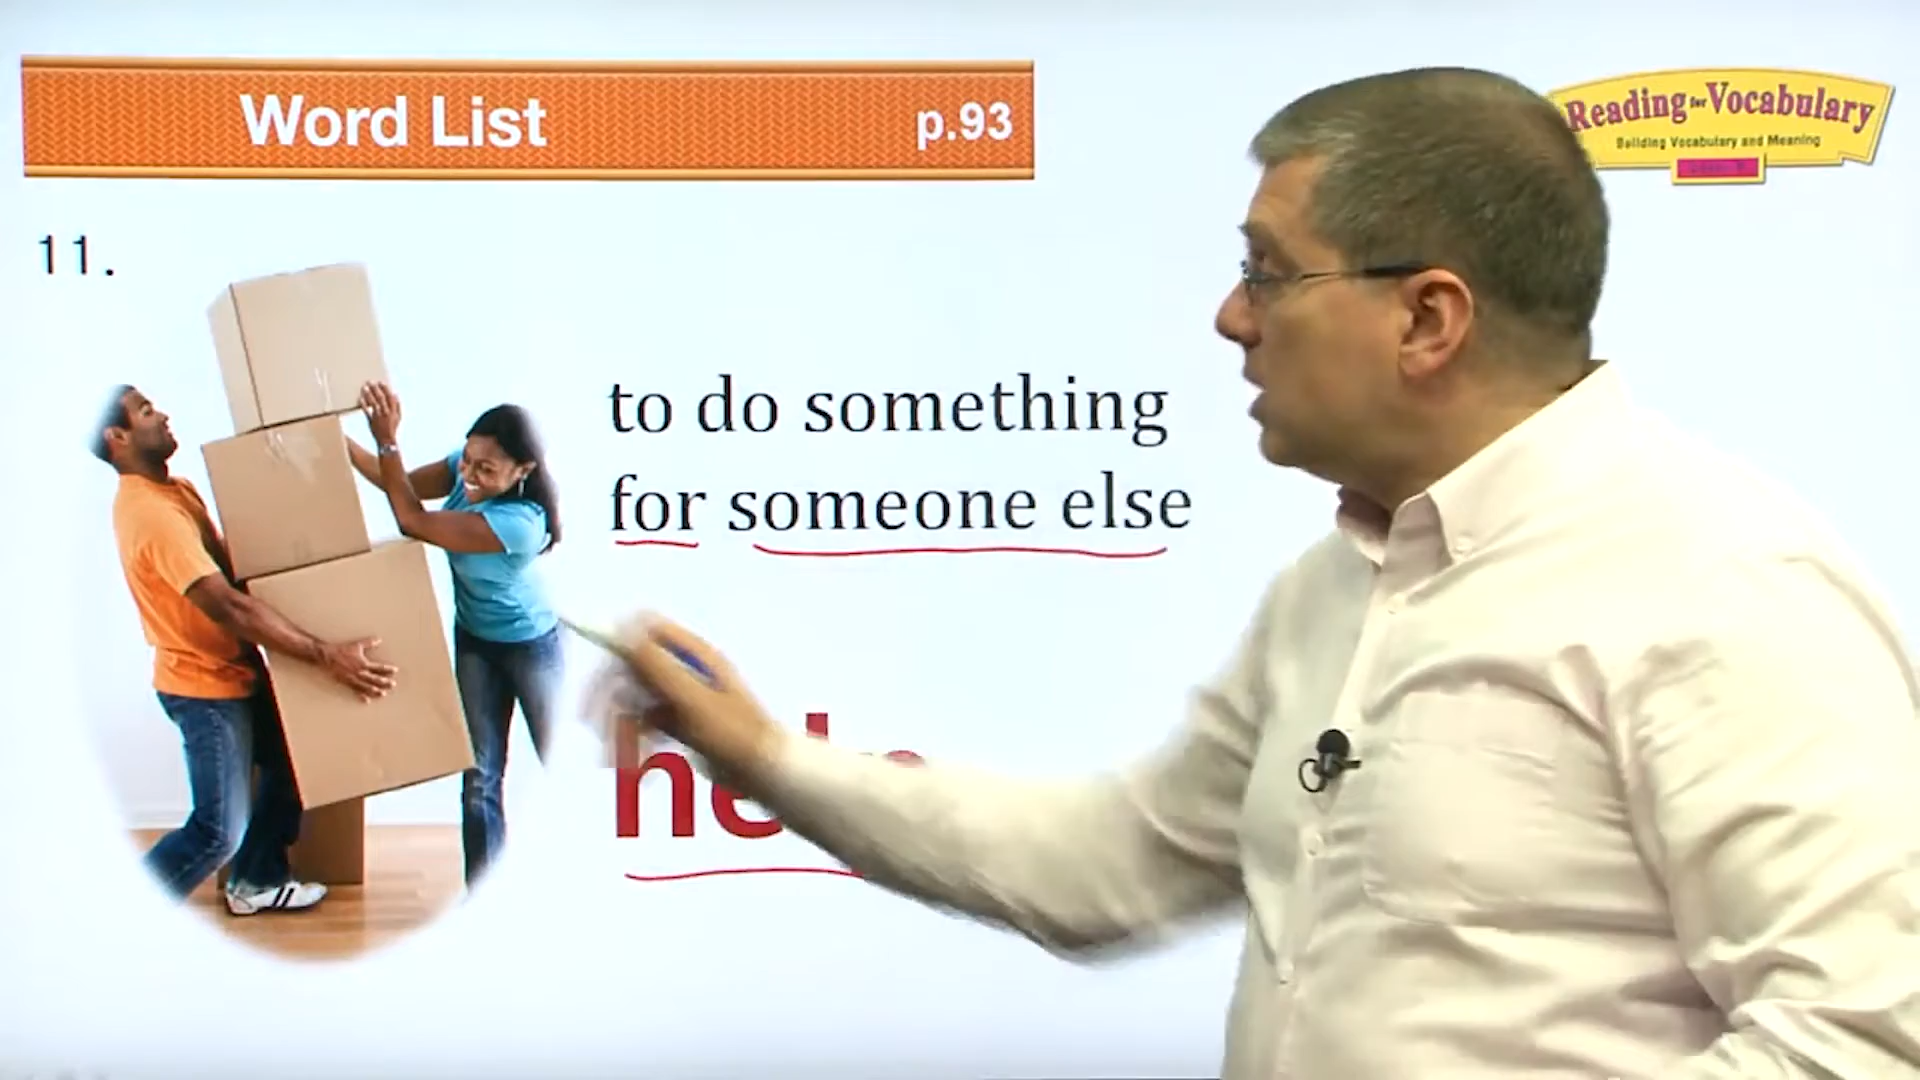 Word List
p.93
Reading for Vocabulary
Building Vocabulary and Meaning
11.
to do something
for someone else